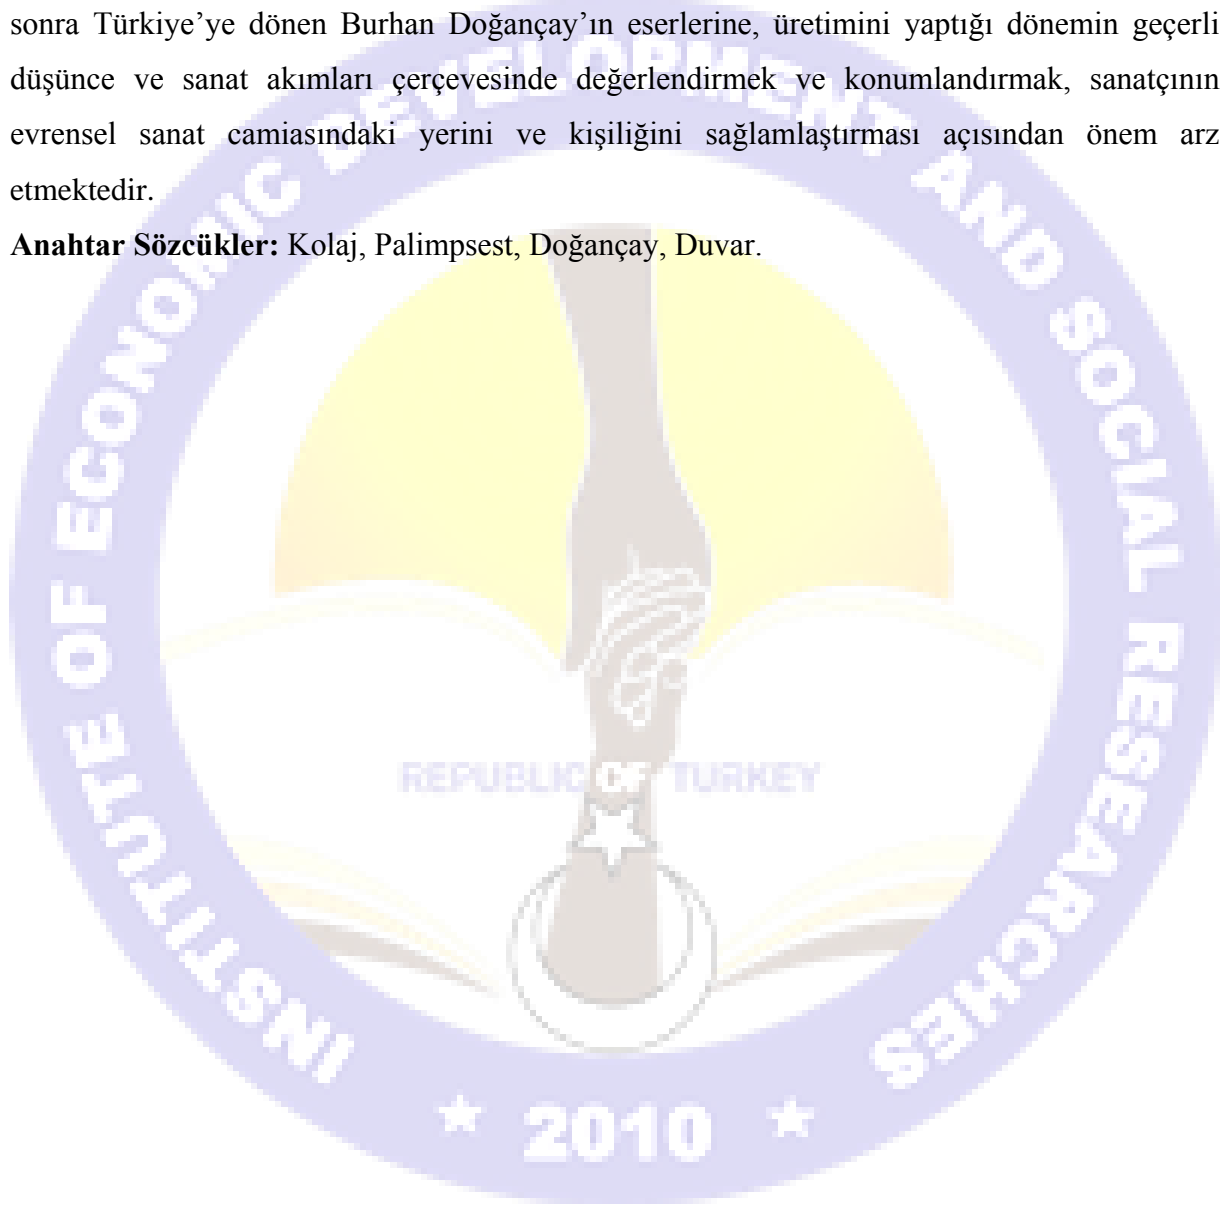 sonra Türkiye’ye dönen Burhan Doğançay’ın eserlerine, üretimini yaptığı dönemin geçerli
düşünce ve sanat akımları çerçevesinde değerlendirmek ve konumlandırmak, sanatçının
evrensel sanat camiasındaki yerini ve kişiliğini sağlamlaştırması açısından önem arz
etmektedir.
Anahtar Sözcükler: Kolaj, Palimpsest, Doğançay, Duvar.
INSTITUTE OF ECONOMIC DEVELOPMENT AND SOCIAL RESEARCHES
REPUBLIC OF TURKEY
★ 2010 ★